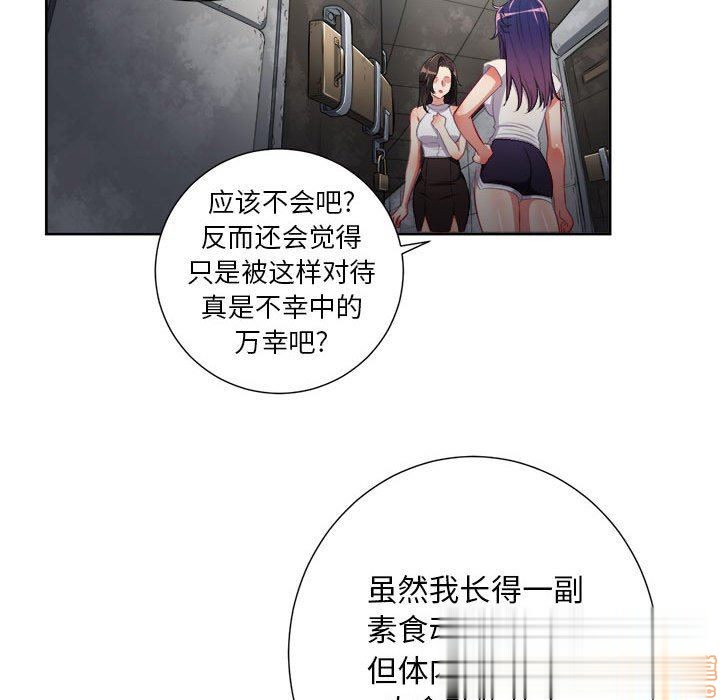 应该不会吧?
反而还会觉得
只是被这样对待
真是不幸中的
万幸吧?
虽然我长得一副
素食
但体